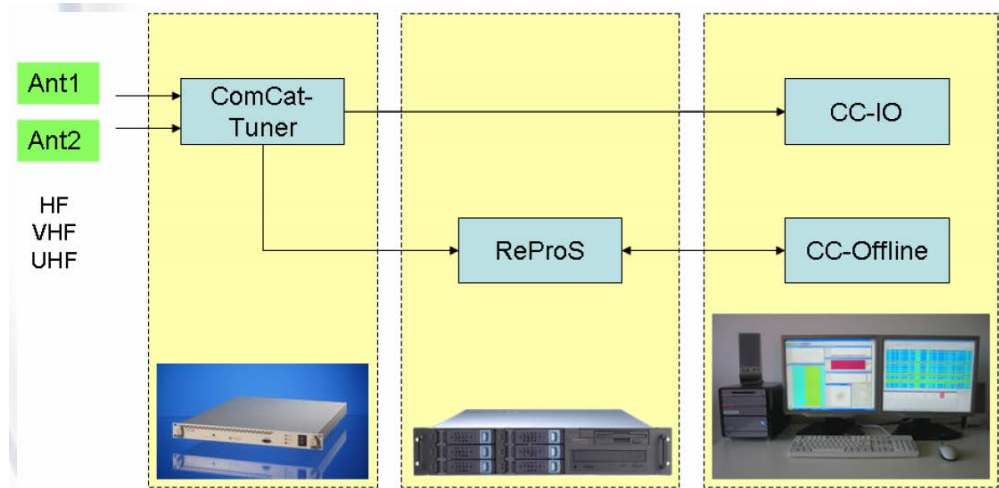 Ant1
Ant2
HF
VHF
UHF
ComCat-
Tuner
CC-IO
ReProS
CC-Offline